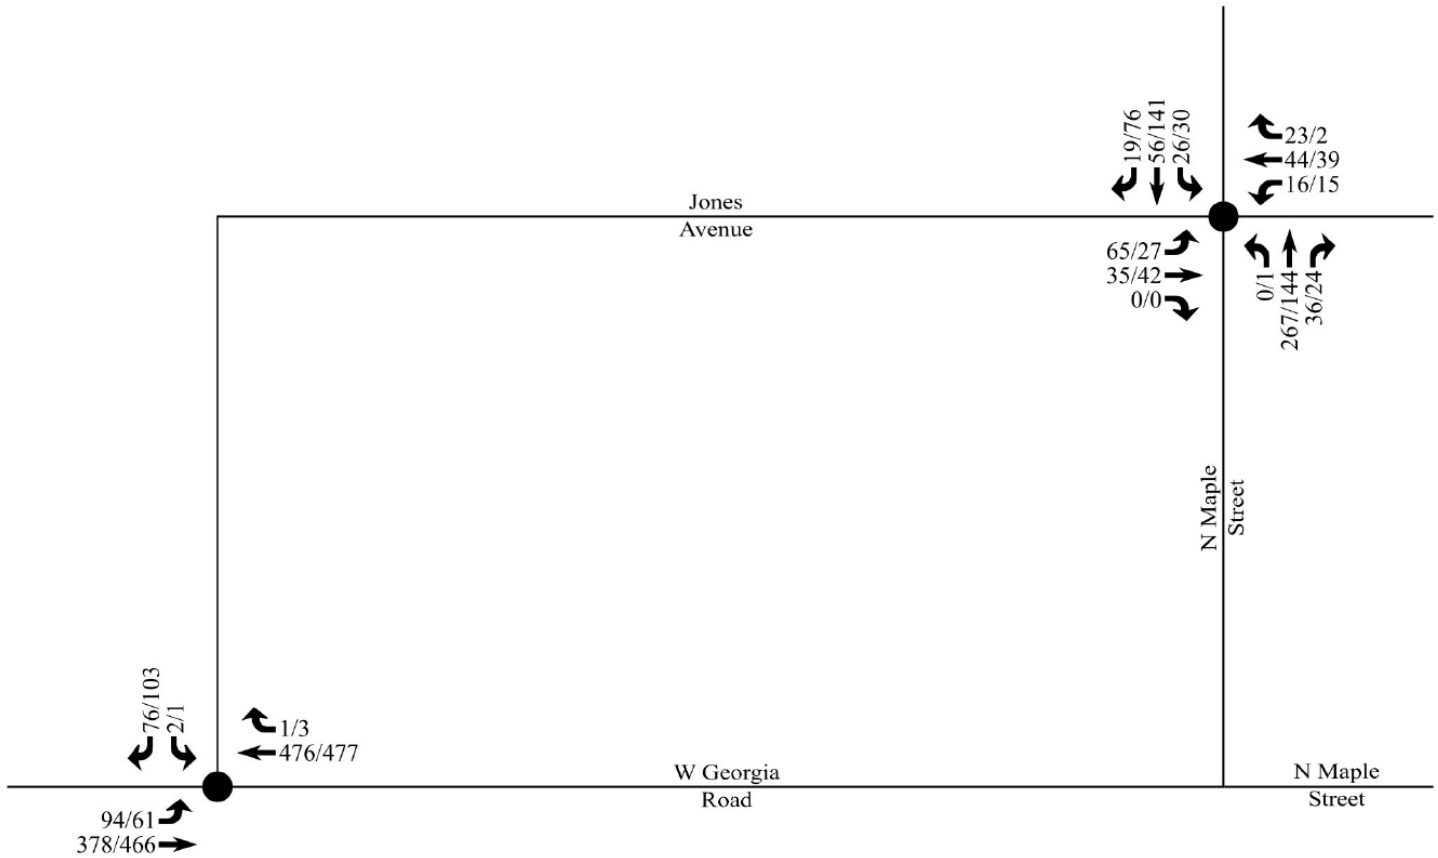 19/76
56/141
26/30
23/2
44/39
16/15
Jones
Avenue
65/27
35/42
0/0
0/1
267/144
36/24
N Maple
Street
76/103
2/1
1/3
476/477
W Georgia
Road
N Maple
Street
94/61
378/466